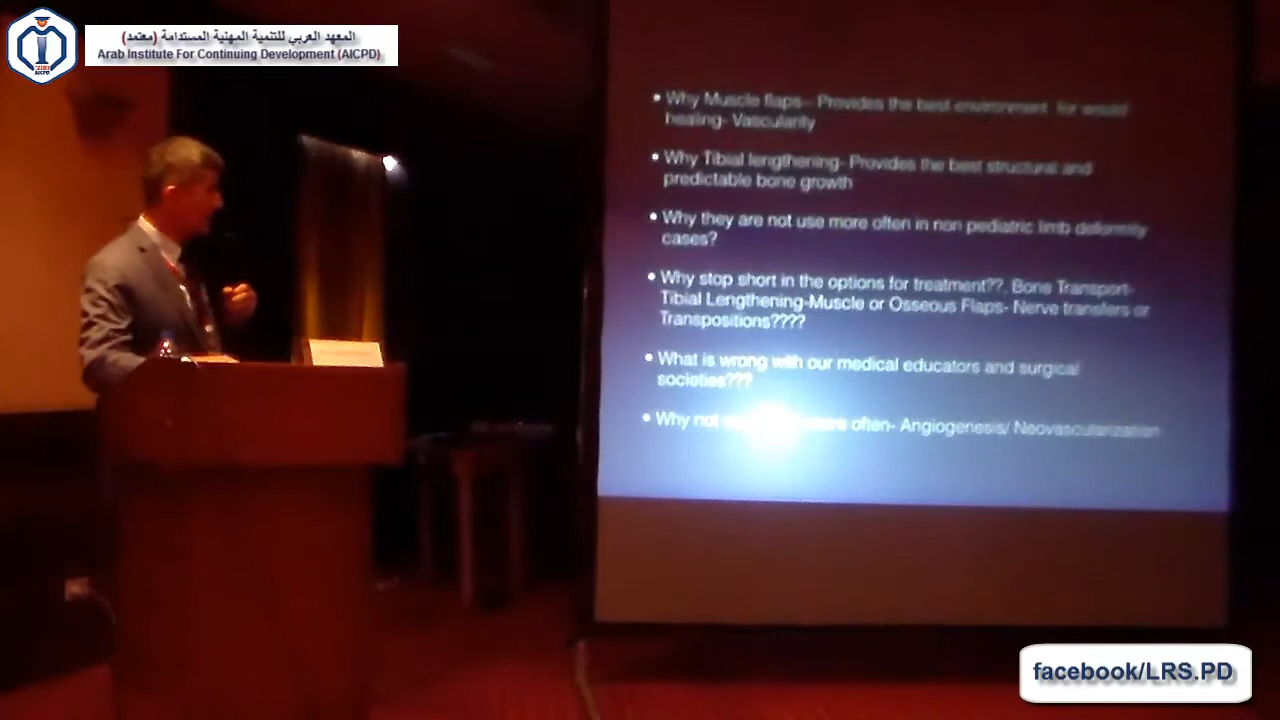 المعهد العربي للتنمية المهنية المستدامة (معتمد)
Arab Institute For Continuing Development (AICPD)
AICPD
• Why Muscle flaps- Provides the best environment for would
healing- Vascularity
• Why Tibial lengthening- Provides the best structural and
predictable bone growth
• Why they are not use more often in non pediatric limb deformity
cases?
• Why stop short in the options for treatment??. Bone Transport-
Tibial Lengthening-Muscle or Osseous Flaps- Nerve transfers or
Transpositions????
• What is wrong with our medical educators and surgical
societies???
• Why not often- Angiogenesis/ Neovascularization
facebook/LRS.PD